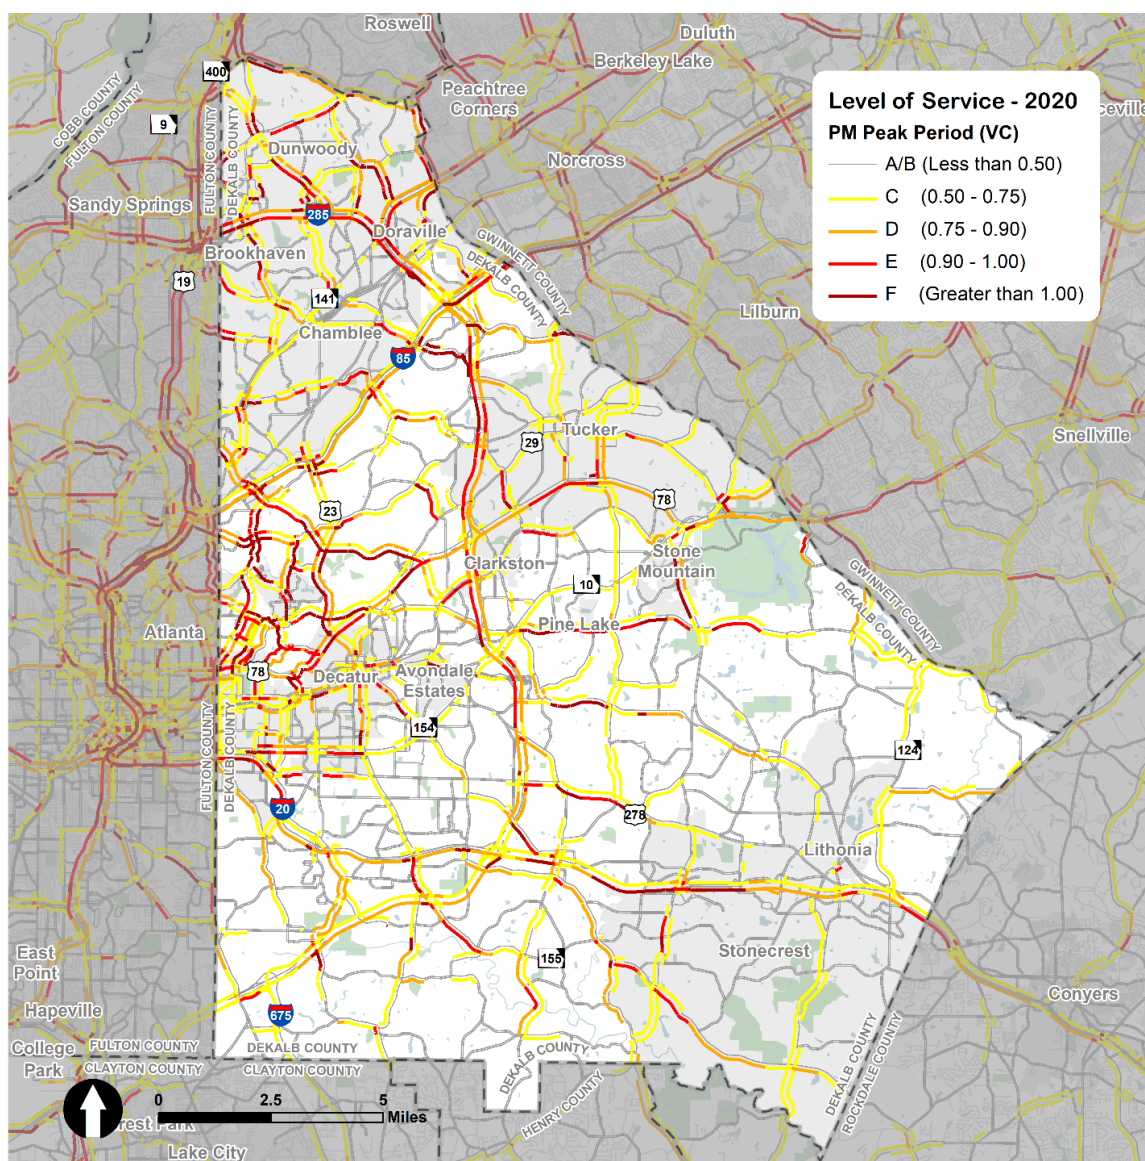 Roswell
Duluth
Berkeley Lake
400
Peachtree
Corners
COBB COUNTY
FULTON COUNTY
9
Level of Service - 2020
PM Peak Period (VC)
A/B (Less than 0.50)
C (0.50 - 0.75)
D (0.75 - 0.90)
E (0.90 - 1.00)
F (Greater than 1.00)
ceville
Dunwoody
Norcross
FULTON COUNTY
DEKALB COUNTY
Sandy Springs
285
Doraville
Brookhaven
GWINNETT COUNTY
DEKALB COUNTY
19
141
Lilburn
Chamblee
85
Tucker
29
Snellville
78
23
Stone
Mountain
Clarkston
10
GWINNETT COUNTY
DEKALB COUNTY
Atlanta
Pine Lake
78
Decatur
Avondale
Estates
154
124
FULTON COUNTY
DEKALB COUNTY
20
278
Lithonia
East
Point
155
Stonecrest
Conyers
Hapeville
675
College
Park
FULTON COUNTY
CLAYTON COUNTY
DEKALB COUNTY
CLAYTON COUNTY
DEKALB COUNTY
HENRY COUNTY
DEKALB COUNTY
ROCKDALE COUNTY
0 2.5 5
Miles
rest Park
Lake City